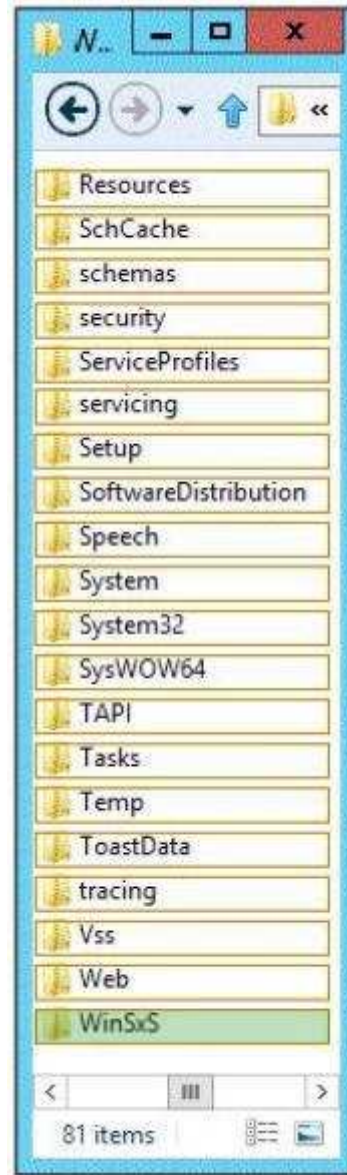 N...
«
Resources
SchCache
schemas
security
ServiceProfiles
servicing
Setup
SoftwareDistribution
Speech
System
System32
SysWOW64
TAPI
Tasks
Temp
ToastData
tracing
Vss
Web
WinSxS
81 items